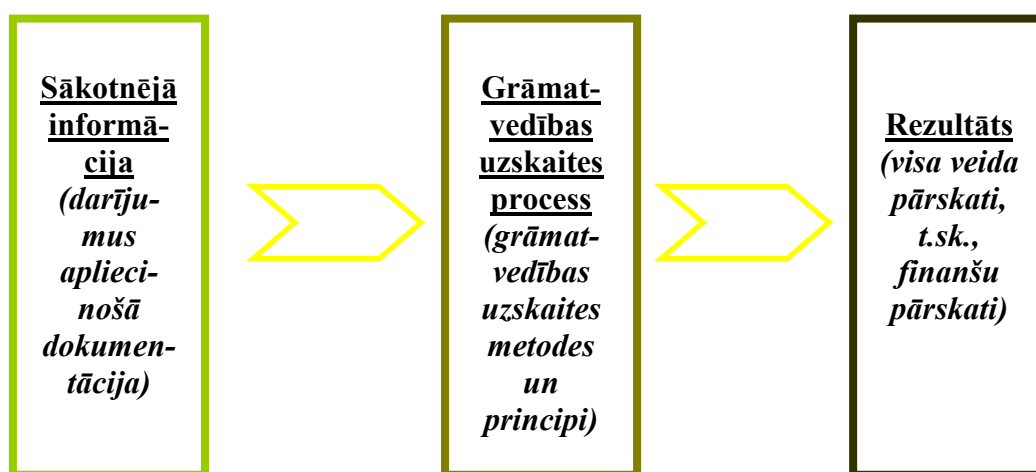 Sākotnējā
informā-
cija
(darīju-
mus
aplieci-
nošā
dokumen-
tācija)
Grāmat-
vedības
uzskaites
process
(grāmat-
vedības
uzskaites
metodes
un
principi)
Rezultāts
(visa veida
pārskati,
t.sk.,
finanšu
pārskati)